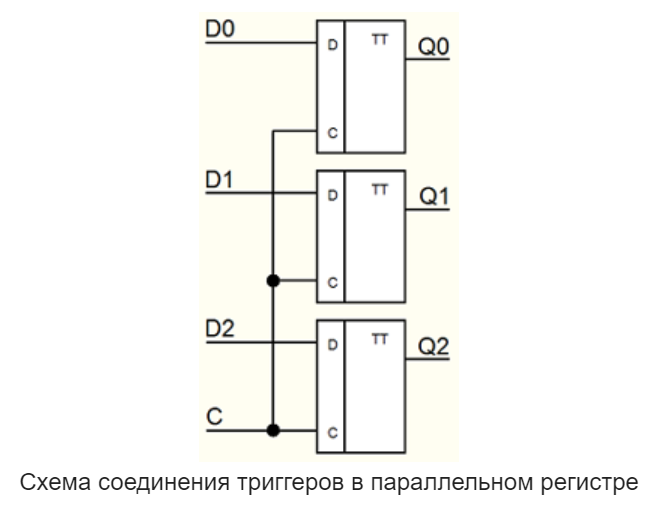 D0
D TT Q0
C
D1
D TT Q1
C
D2
D TT Q2
C
C
Схема соединения триггеров в параллельном регистре